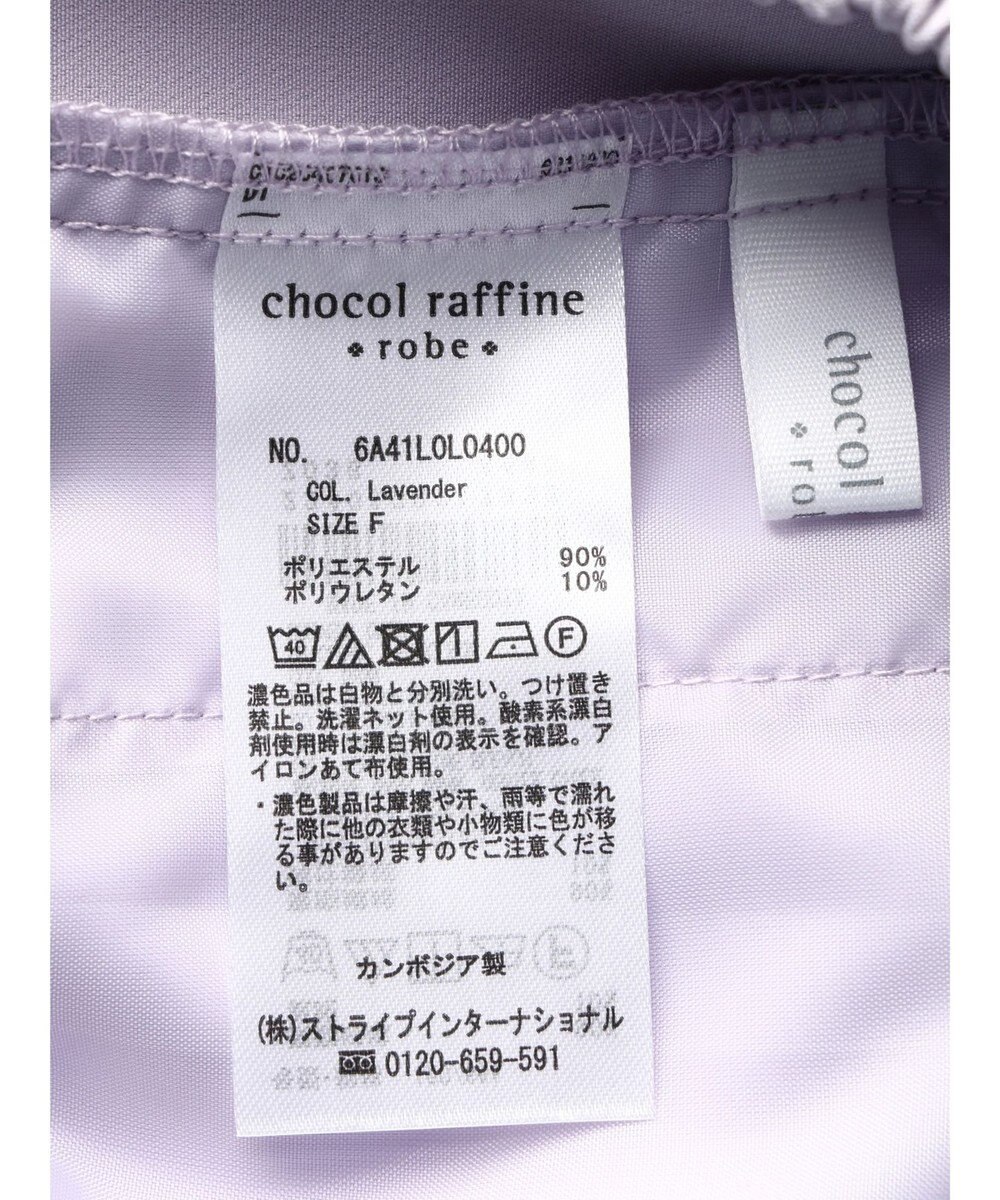 chocol raffine
robe
NO. 6A41L0L0400
COL. Lavender
SIZE F
ポリエステル 90%
ポリウレタン 10%
40 F
濃色品は白物と分別洗い。つけ置き
禁止。洗濯ネット使用。酸素系漂白
剤使用時は漂白剤の表示を確認。ア
イロンあて布使用。
・濃色製品は摩擦や汗、雨等で濡れ
た際に他の衣類や小物類に色が移
る事がありますのでご注意くださ
い。
カンボジア製
(株)ストライプインターナショナル
0120-659-591
chocol
rob